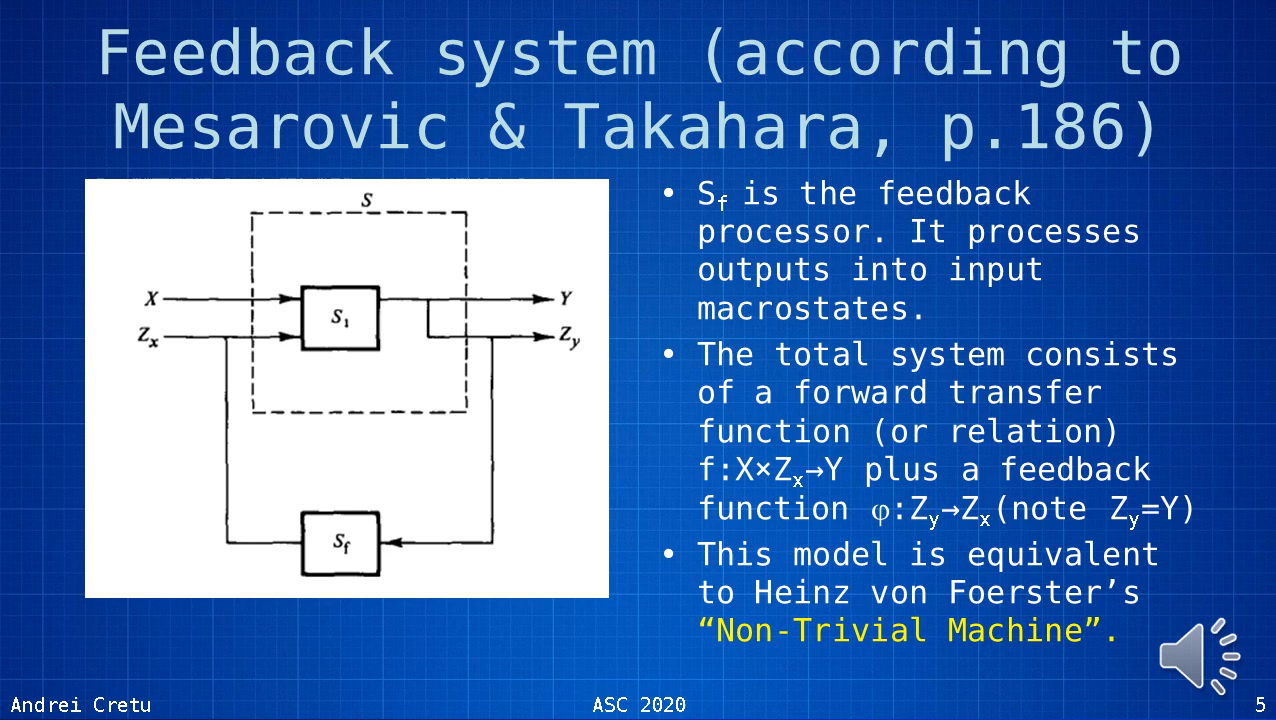 Feedback system (according to
Mesarovic & Takahara, p.186)
S
X
Zx
S1
Y
Zy
Sf
• Sf is the feedback
processor. It processes
outputs into input
macrostates.
• The total system consists
of a forward transfer
function (or relation)
f:X×Zx→Y plus a feedback
function φ:Zy→Zx(note Zy=Y)
• This model is equivalent
to Heinz von Foerster’s
“Non-Trivial Machine”.
Andrei Cretu
ASC 2020
5